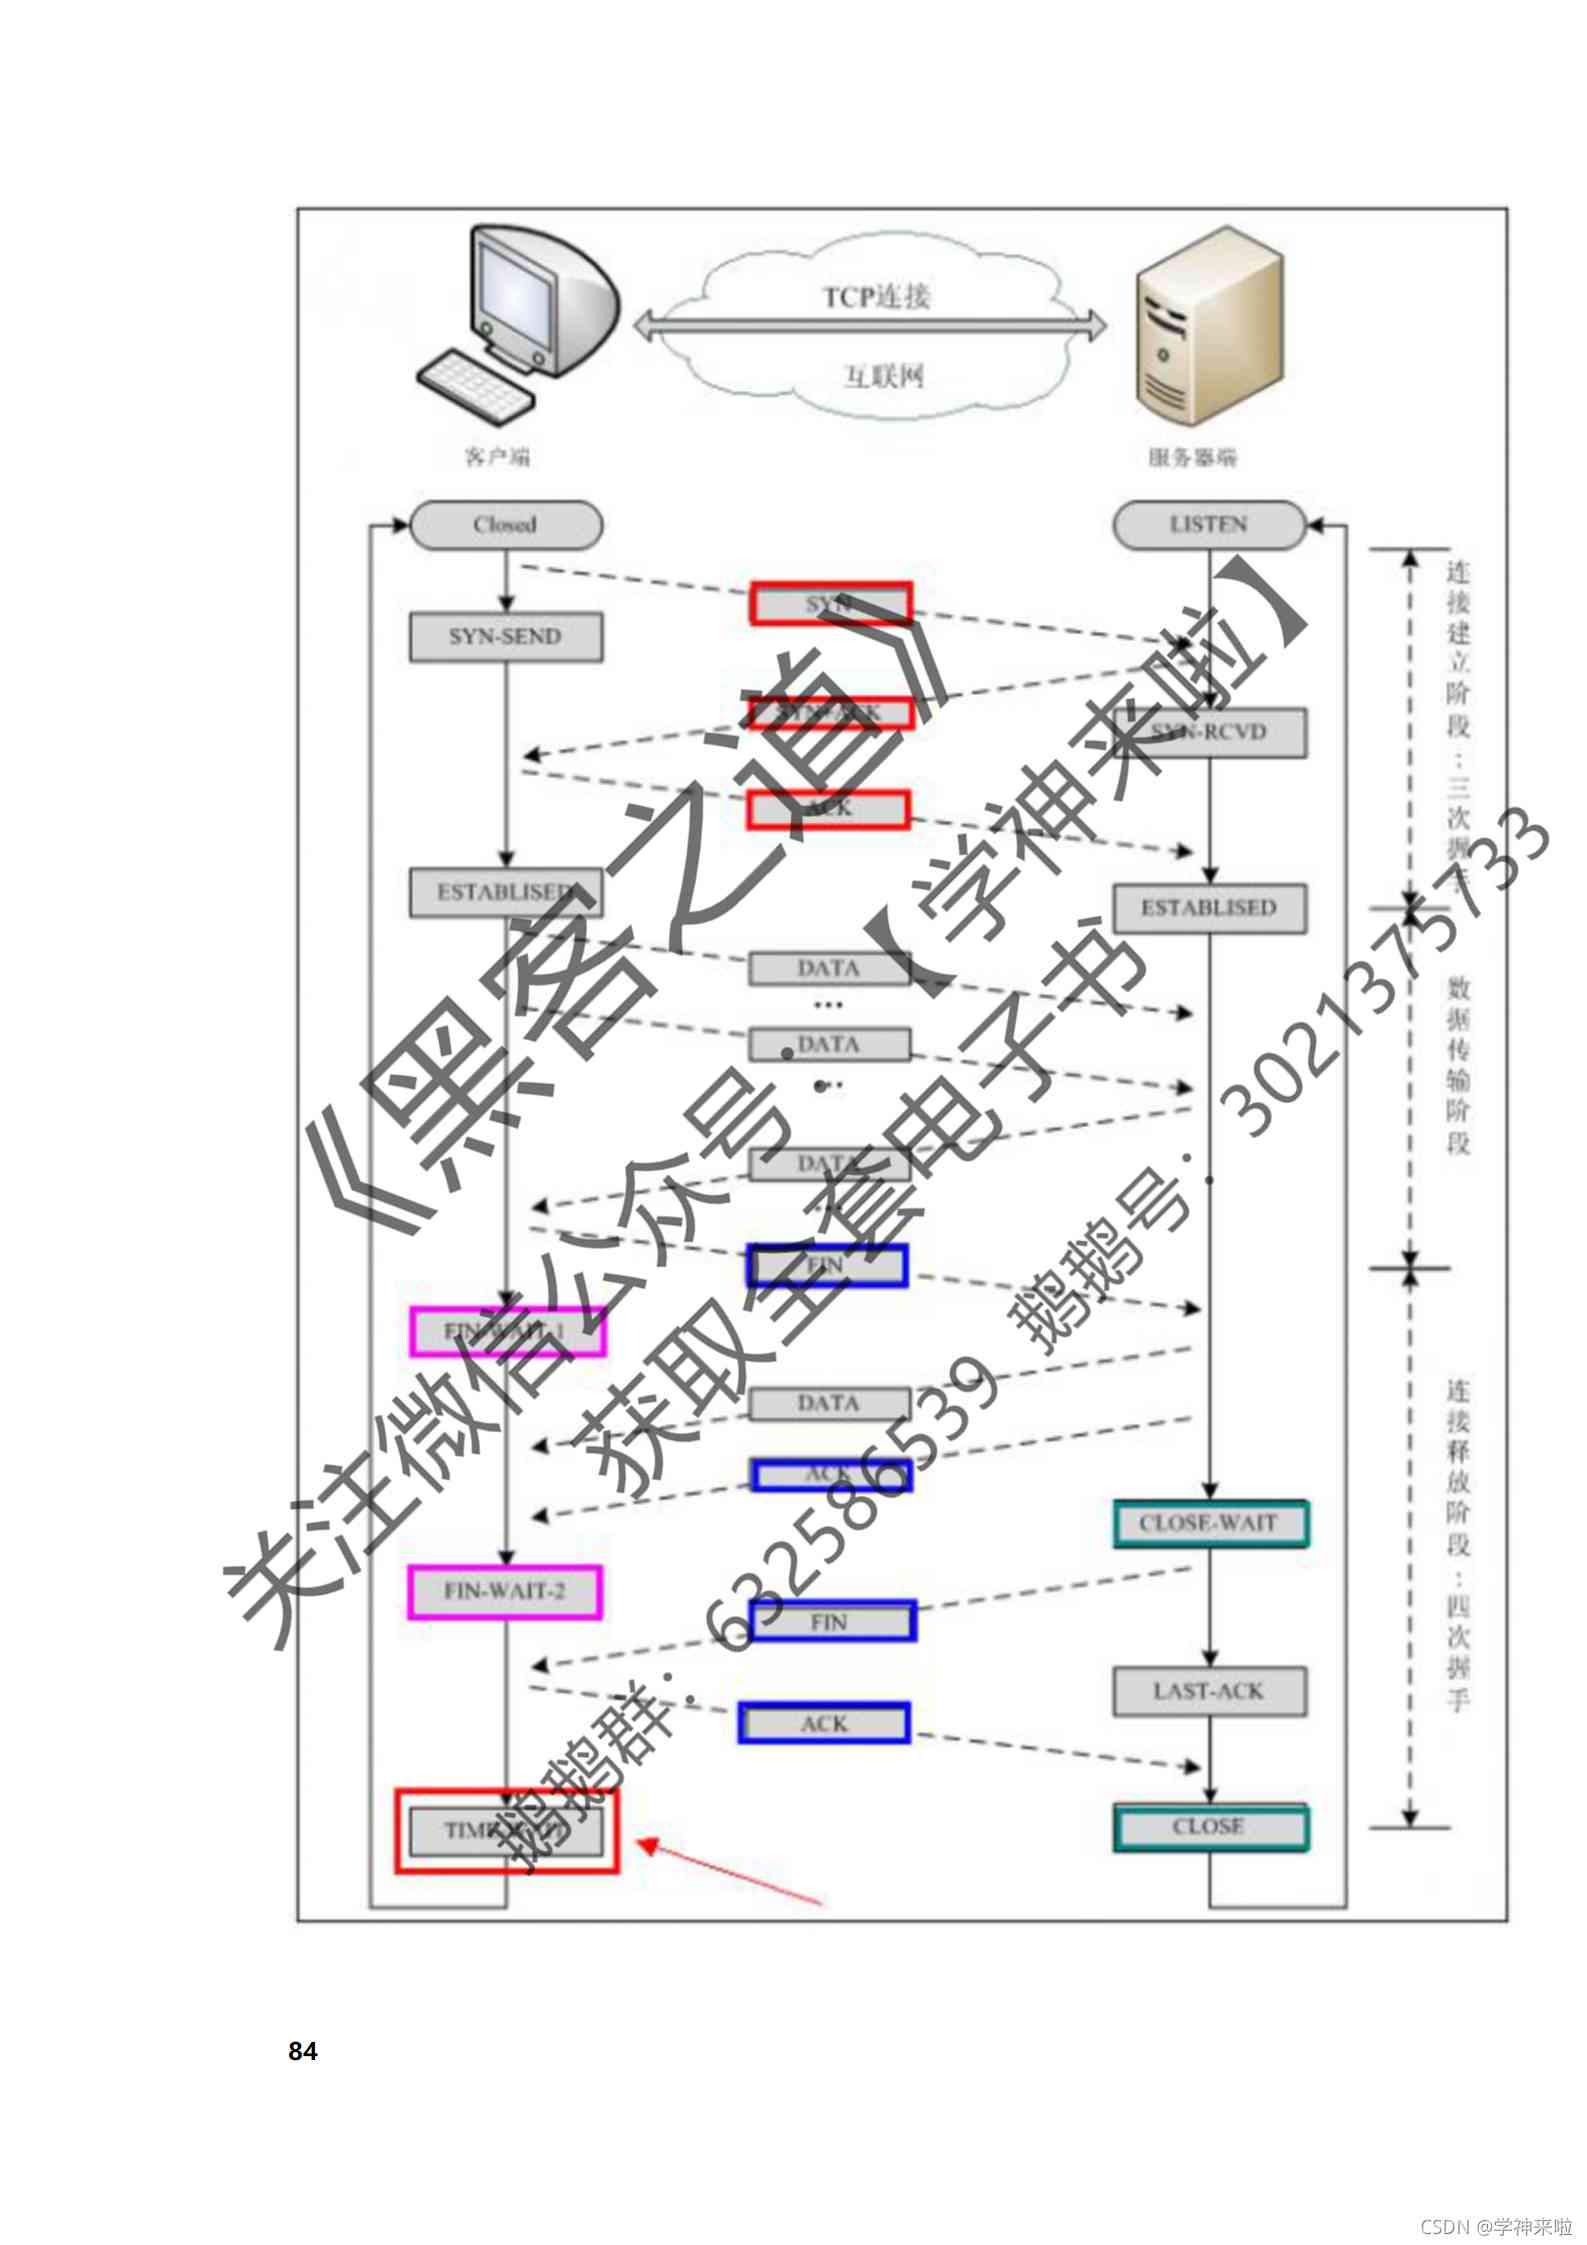 TCP连接
互联网
客户端
服务器端
Closed
LISTEN
SYN
SYN-SEND
SYN+ACK
SYN-RCVD
ACK
ESTABLISED
ESTABLISED
DATA
...
DATA
...
DATA
...
FIN
FIN-WAIT-1
DATA
ACK
CLOSE-WAIT
FIN-WAIT-2
FIN
LAST-ACK
ACK
TIME-WAIT
CLOSE
连接建立阶段:三次握手
数据传输阶段
连接释放阶段:四次握手
《黑客之道》
关注微信公众号:【学神来啦】
获取全套电子书
鹅鹅群:632586539 鹅鹅号:3021375733
84
CSDN @学神来啦